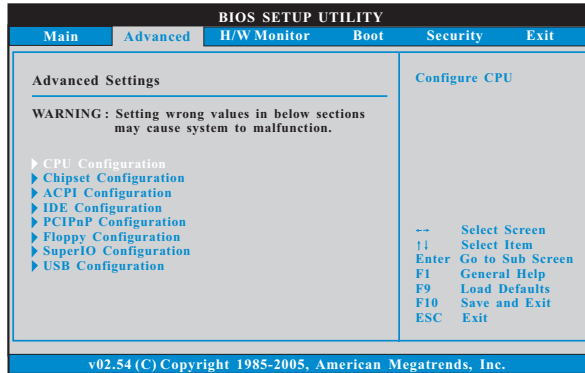 BIOS SETUP UTILITY
Main Advanced H/W Monitor Boot Security Exit
Advanced Settings
WARNING : Setting wrong values in below sections
may cause system to malfunction.
CPU Configuration
Chipset Configuration
ACPI Configuration
IDE Configuration
PCIPnP Configuration
Floppy Configuration
SuperIO Configuration
USB Configuration
Configure CPU
←→ Select Screen
↑↓ Select Item
Enter Go to Sub Screen
F1 General Help
F9 Load Defaults
F10 Save and Exit
ESC Exit
v02.54 (C) Copyright 1985-2005, American Megatrends, Inc.